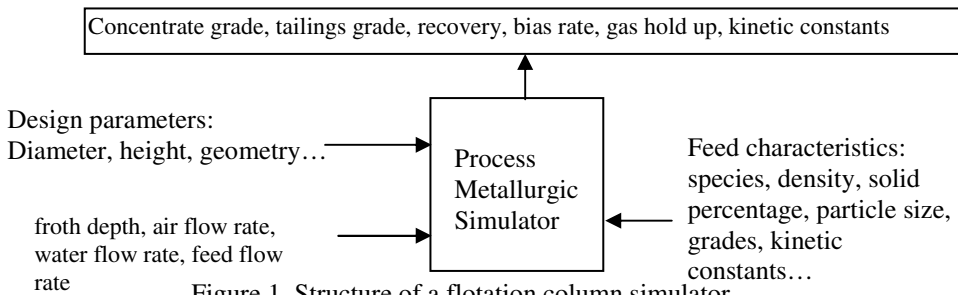 Concentrate grade, tailings grade, recovery, bias rate, gas hold up, kinetic constants
Design parameters:
Diameter, height, geometry…
Process
Metallurgic
Simulator
Feed characteristics:
species, density, solid
percentage, particle size,
grades, kinetic
constants…
froth depth, air flow rate,
water flow rate, feed flow
rate
Figure 1. Structure of a flotation column simulator